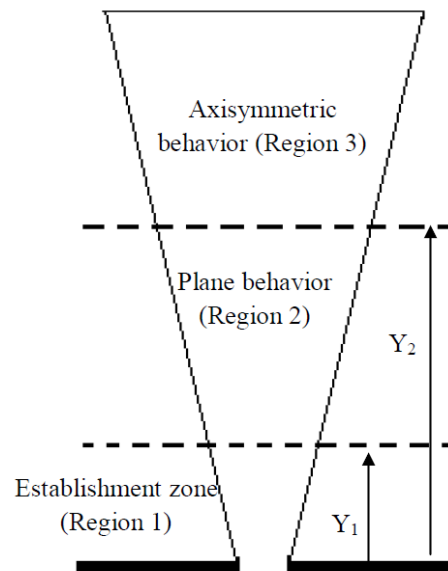 Axisymmetric
behavior (Region 3)
Plane behavior
(Region 2)
Y₂
Establishment zone
(Region 1)
Y₁